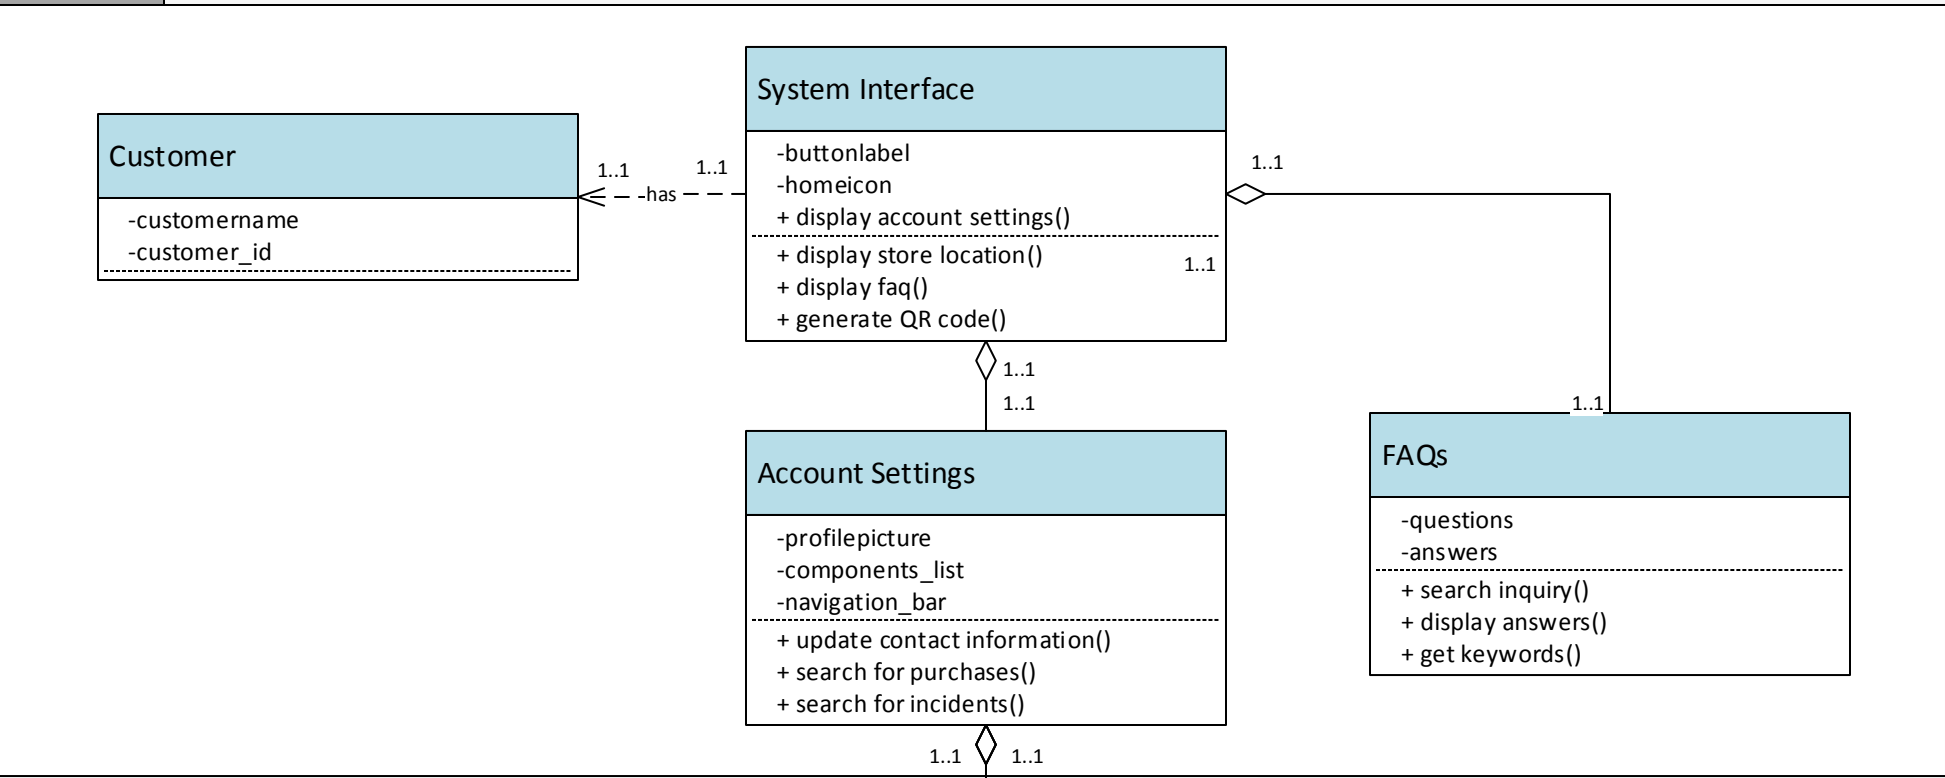 System Interface
-buttonlabel
-homeicon
+ display account settings()
+ display store location()
+ display faq()
+ generate QR code()
1..1
Customer
-customername
-customer_id
1..1
has
1..1
1..1
1..1
1..1
1..1
Account Settings
-profilepicture
-components_list
-navigation_bar
+ update contact information()
+ search for purchases()
+ search for incidents()
1..1
1..1
FAQs
-questions
-answers
+ search inquiry()
+ display answers()
+ get keywords()